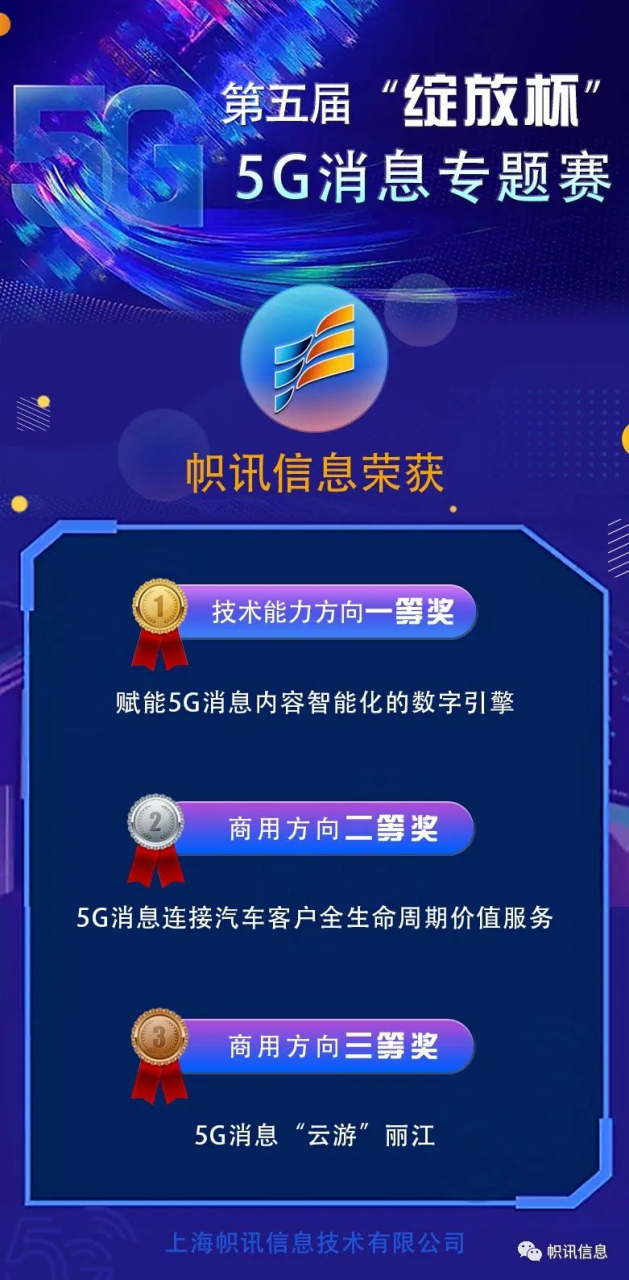 5G
第五届“绽放杯”
5G消息专题赛
帜讯信息荣获
1
技术能力方向一等奖
赋能5G消息内容智能化的数字引擎
2
商用方向二等奖
5G消息连接汽车客户全生命周期价值服务
3
商用方向三等奖
5G消息“云游”丽江
5G
上海帜讯信息技术有限公司
帜讯信息